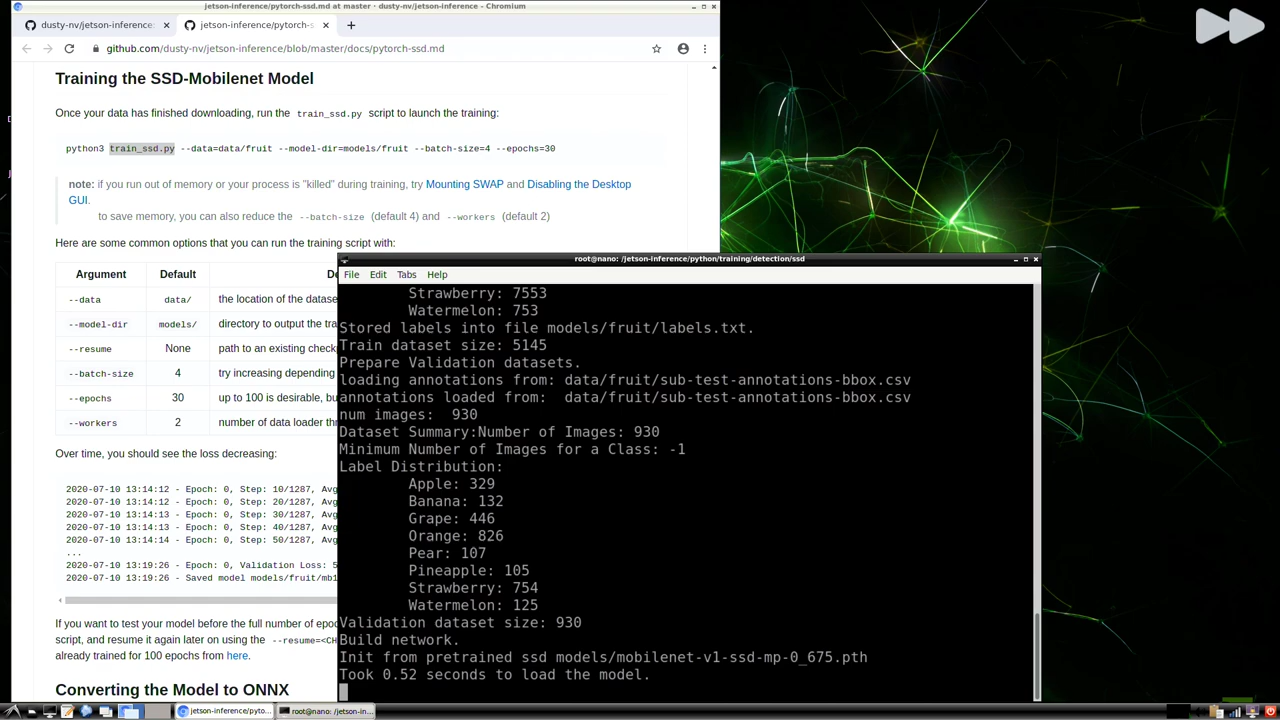 jetson-inference/pytorch-ssd.md at master · dusty-nv/jetson-inference - Chromium
dusty-nv/jetson-inference
jetson-inference/pytorch-s
github.com/dusty-nv/jetson-inference/blob/master/docs/pytorch-ssd.md
Training the SSD-Mobilenet Model
Once your data has finished downloading, run the train_ssd.py script to launch the training:
python3 train_ssd.py --data=data/fruit --model-dir=models/fruit --batch-size=4 --epochs=30
note: if you run out of memory or your process is "killed" during training, try Mounting SWAP and Disabling the Desktop
GUI.
to save memory, you can also reduce the --batch-size (default 4) and --workers (default 2)
Here are some common options that you can run the training script with:
Argument Default
--data data/ the location of the datase
--model-dir models/ directory to output the tra
--resume None path to an existing check
--batch-size 4 try increasing depending
--epochs 30 up to 100 is desirable, bu
--workers 2 number of data loader thr
Over time, you should see the loss decreasing:
2020-07-10 13:14:12 - Epoch: 0, Step: 10/1287, Avg
2020-07-10 13:14:12 - Epoch: 0, Step: 20/1287, Avg
2020-07-10 13:14:13 - Epoch: 0, Step: 30/1287, Avg
2020-07-10 13:14:13 - Epoch: 0, Step: 40/1287, Avg
2020-07-10 13:14:14 - Epoch: 0, Step: 50/1287, Avg
...
2020-07-10 13:19:26 - Epoch: 0, Validation Loss: 5
2020-07-10 13:19:26 - Saved model models/fruit/mb1
If you want to test your model before the full number of epoc
script, and resume it again later on using the --resume=<CH
already trained for 100 epochs from here.
Converting the Model to ONNX
root@nano: /jetson-inference/python/training/detection/ssd
File Edit Tabs Help
Strawberry: 7553
Watermelon: 753
Stored labels into file models/fruit/labels.txt.
Train dataset size: 5145
Prepare Validation datasets.
loading annotations from: data/fruit/sub-test-annotations-bbox.csv
annotations loaded from:  data/fruit/sub-test-annotations-bbox.csv
num images:  930
Dataset Summary:Number of Images: 930
Minimum Number of Images for a Class: -1
Label Distribution:
Apple: 329
Banana: 132
Grape: 446
Orange: 826
Pear: 107
Pineapple: 105
Strawberry: 754
Watermelon: 125
Validation dataset size: 930
Build network.
Init from pretrained ssd models/mobilenet-v1-ssd-mp-0_675.pth
Took 0.52 seconds to load the model.
jetson-inference/pyto...
root@nano: /jetson-in...